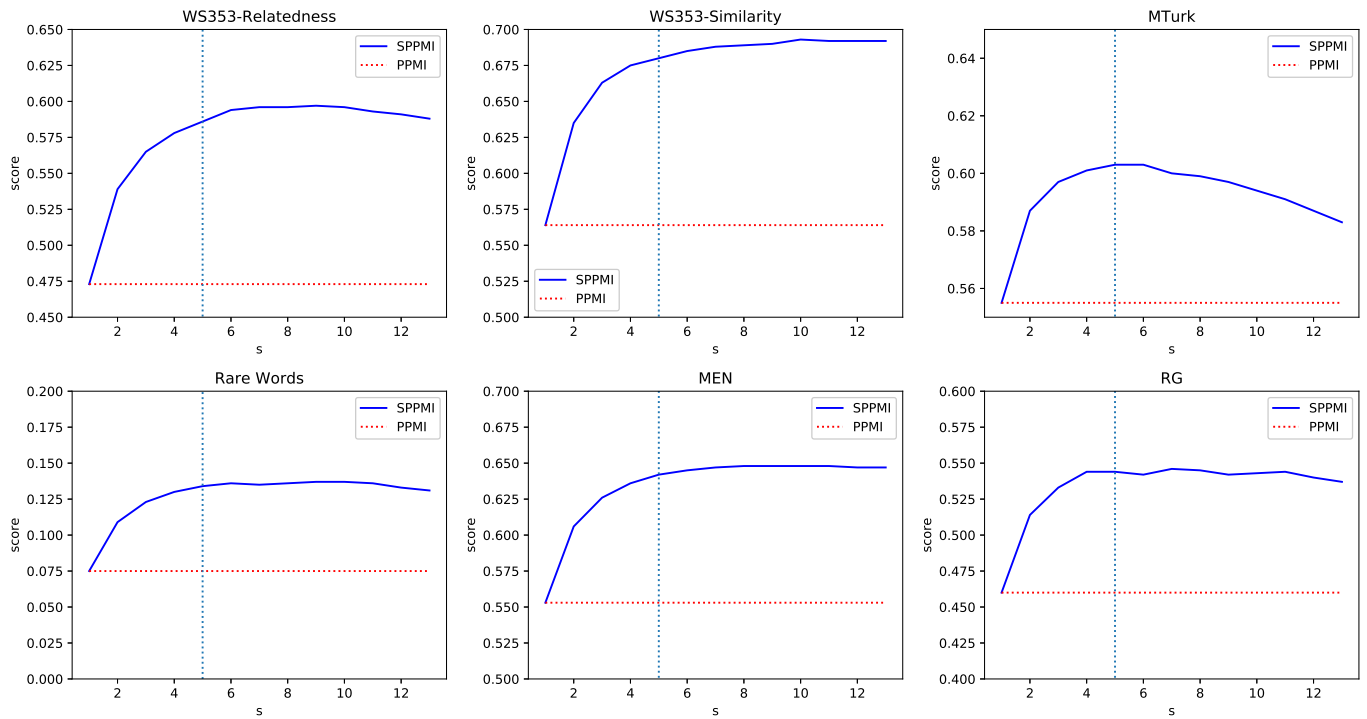 WS353-Relatedness
score
0.650
0.625
0.600
0.575
0.550
0.525
0.500
0.475
0.450
SPPMI
PPMI
2 4 6 8 10 12
s
WS353-Similarity
score
0.700
0.675
0.650
0.625
0.600
0.575
0.550
0.525
0.500
SPPMI
PPMI
2 4 6 8 10 12
s
MTurk
score
0.64
0.62
0.60
0.58
0.56
SPPMI
PPMI
2 4 6 8 10 12
s
Rare Words
score
0.200
0.175
0.150
0.125
0.100
0.075
0.050
0.025
0.000
SPPMI
PPMI
2 4 6 8 10 12
s
MEN
score
0.700
0.675
0.650
0.625
0.600
0.575
0.550
0.525
0.500
SPPMI
PPMI
2 4 6 8 10 12
s
RG
score
0.600
0.575
0.550
0.525
0.500
0.475
0.450
0.425
0.400
SPPMI
PPMI
2 4 6 8 10 12
s